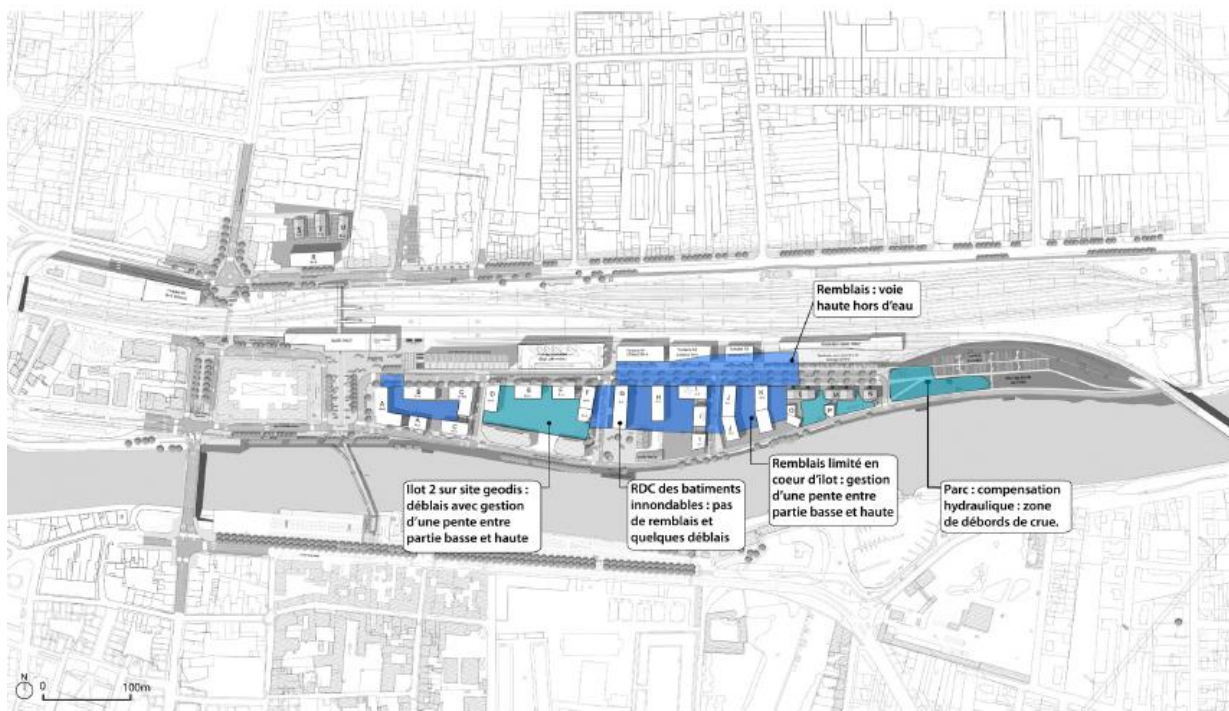 Remblais : voie
haute hors d'eau
Ilot 2 sur site geodis :
déblais avec gestion
d'une pente entre
partie basse et haute
RDC des batiments
innondables : pas
de remblais et
quelques déblais
Remblais limité en
coeur d'îlot : gestion
d'une pente entre
partie basse et haute
Parc : compensation
hydraulique : zone
de débords de crue.
A
B
C
A
C
D
E
F
G
H
I
J
K
O
P
M
N
N
0
100m